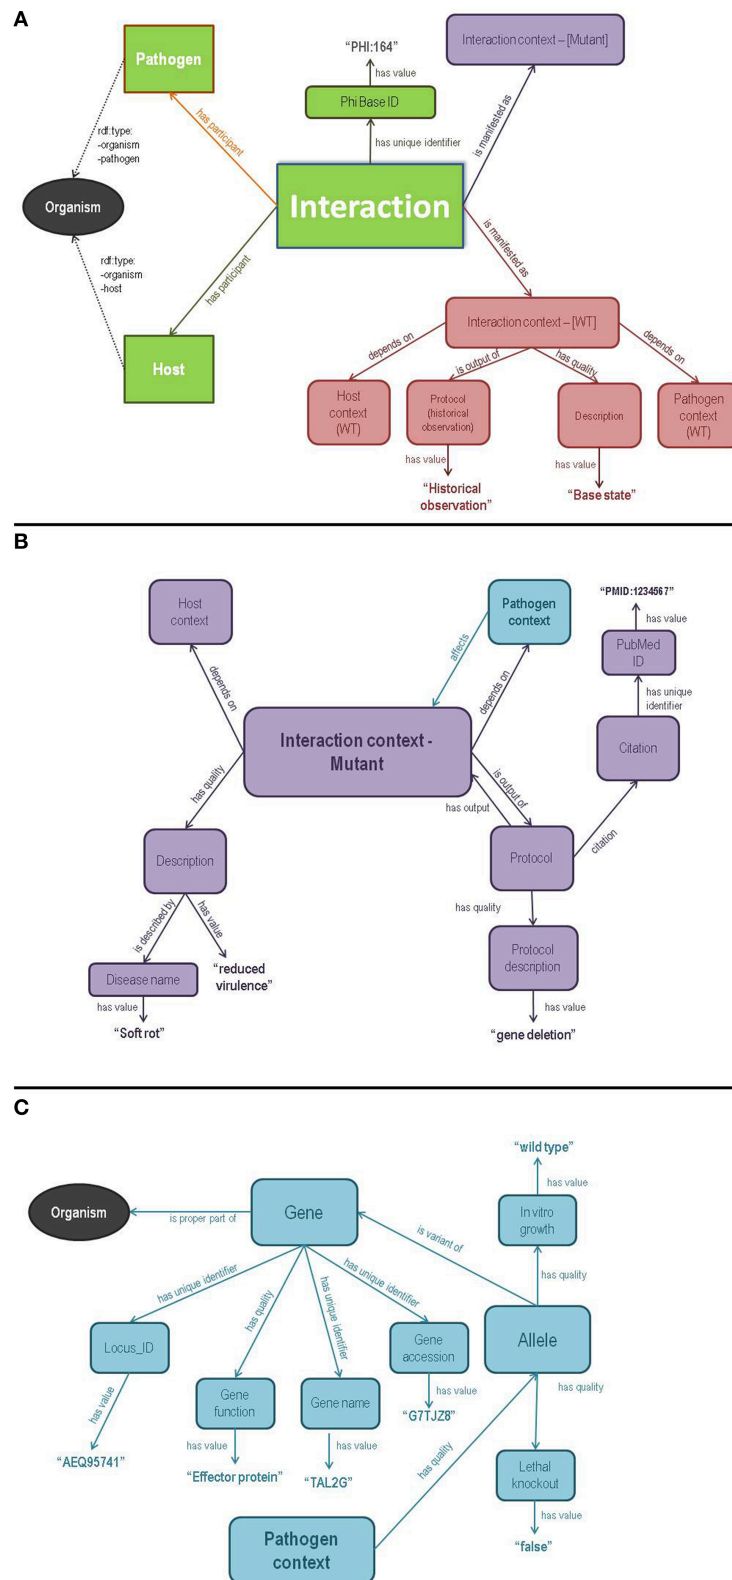 A
Pathogen
"PHI:164"
has value
Phi Base ID
has unique identifier
Interaction context – [Mutant]
is manifested as
rdf:type:
-organism
-pathogen
has participant
Organism
Interaction
rdf:type:
-organism
-host
has participant
Host
is manifested as
Interaction context – [WT]
depends on
is output of
has quality
depends on
Host
context
(WT)
Protocol
(historical
observation)
Description
Pathogen
context
(WT)
has value
has value
"Historical
observation"
"Base state"
B
Host
context
Pathogen
context
"PMID:1234567"
has value
PubMed
ID
has unique
identifier
Citation
affects
depends on
depends on
Interaction context -
Mutant
has quality
is output of
has output
citation
Description
Protocol
is described by
has value
has quality
Disease name
"reduced
virulence"
Protocol
description
has value
"Soft rot"
has value
"gene deletion"
C
"wild type"
has value
In vitro
growth
has quality
Organism
is proper part of
Gene
is variant of
has unique identifier
has quality
has unique identifier
has unique identifier
Locus_ID
Gene
function
Gene name
Gene
accession
Allele
has value
has value
has value
has value
"AEQ95741"
"Effector protein"
"TAL2G"
"G7TJZ8"
has quality
has quality
Lethal
knockout
has value
"false"
Pathogen
context